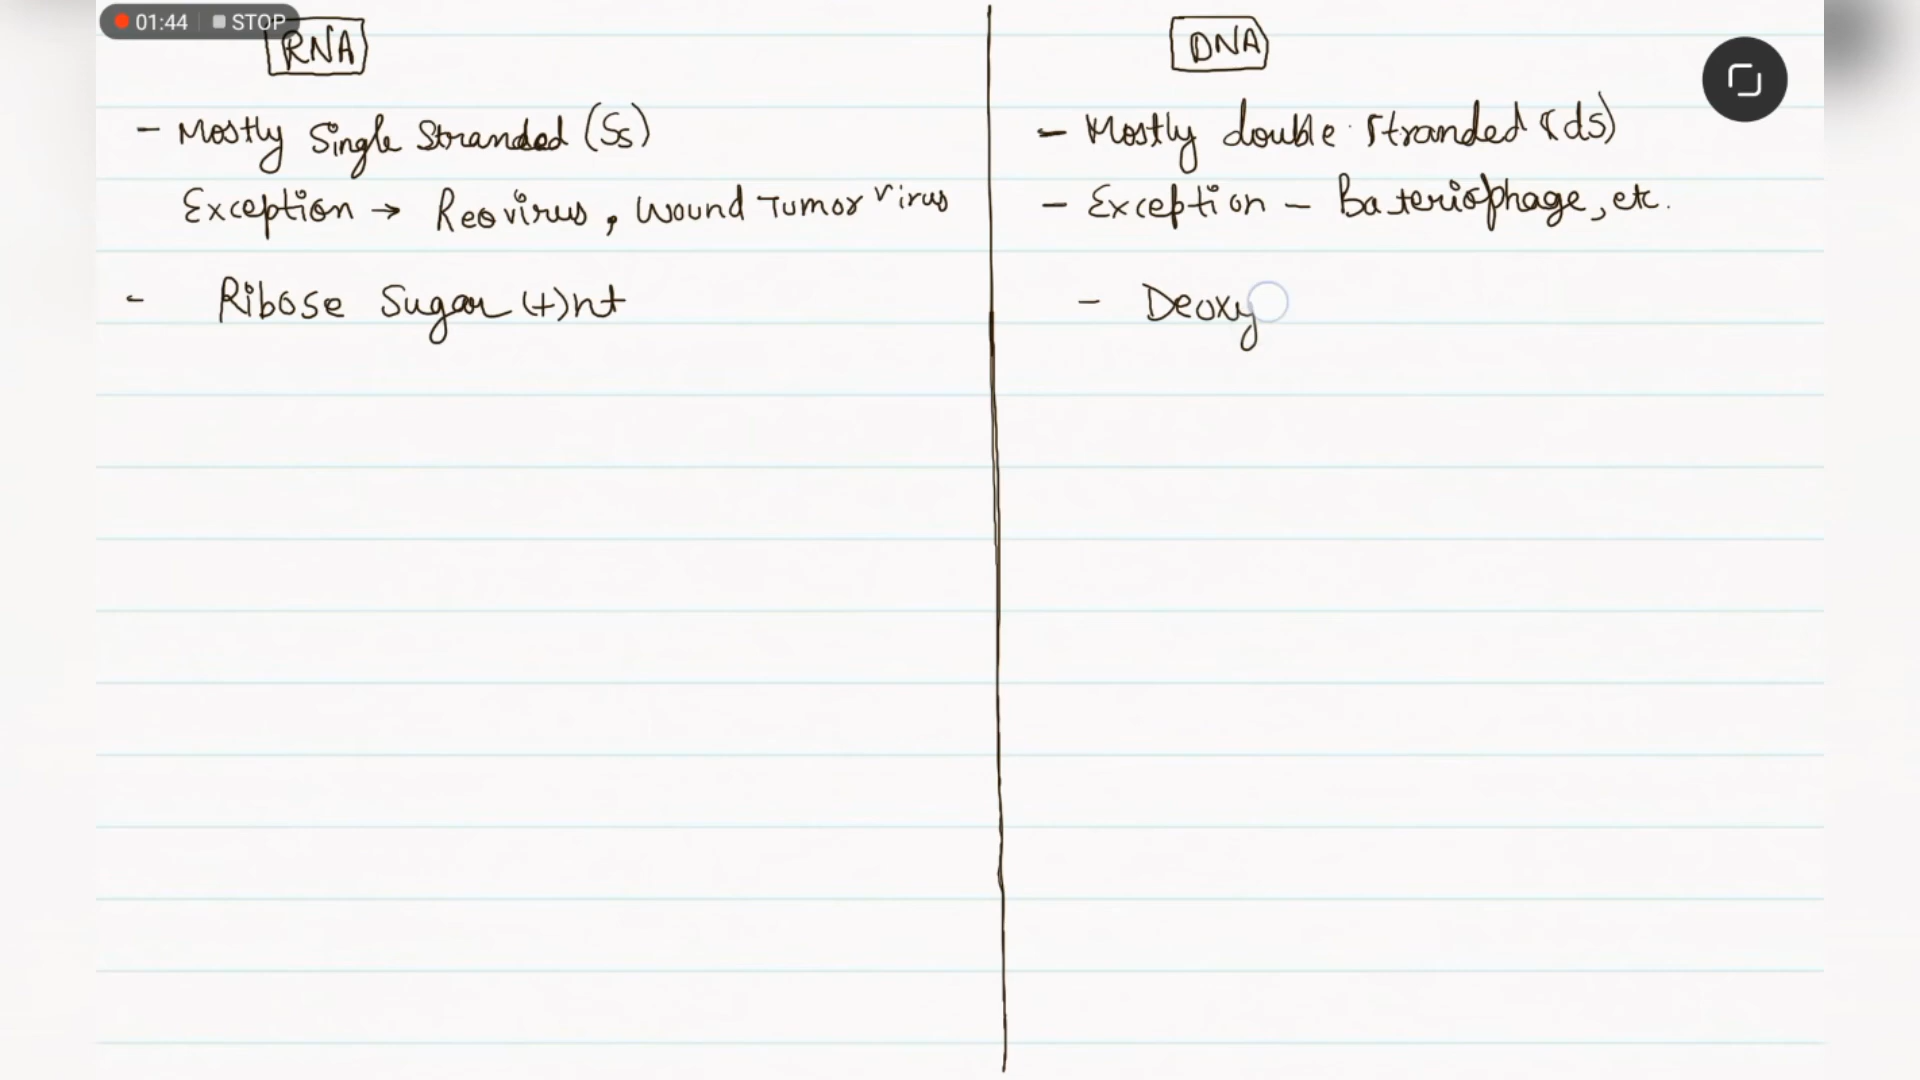 01:44 STOP
RNA
- Mostly Single Stranded (Ss)
Exception → Reovirus, Wound Tumor Virus
- Ribose Sugar (+)nt
DNA
- Mostly double stranded (ds)
- Exception - Bateriophage, etc.
- Deoxy